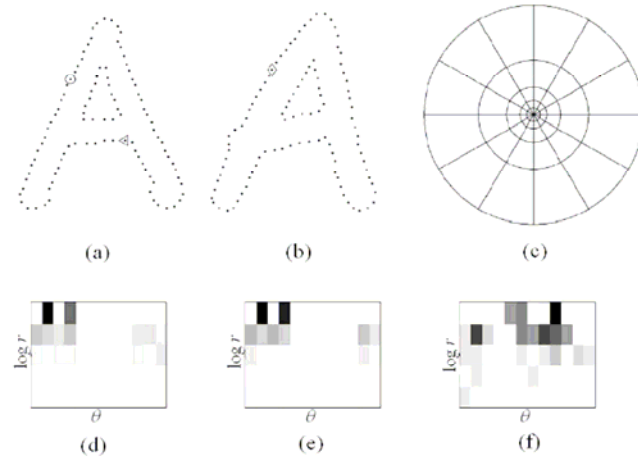 (a) (b) (c)
log r log r log r
θ θ θ
(d) (e) (f)